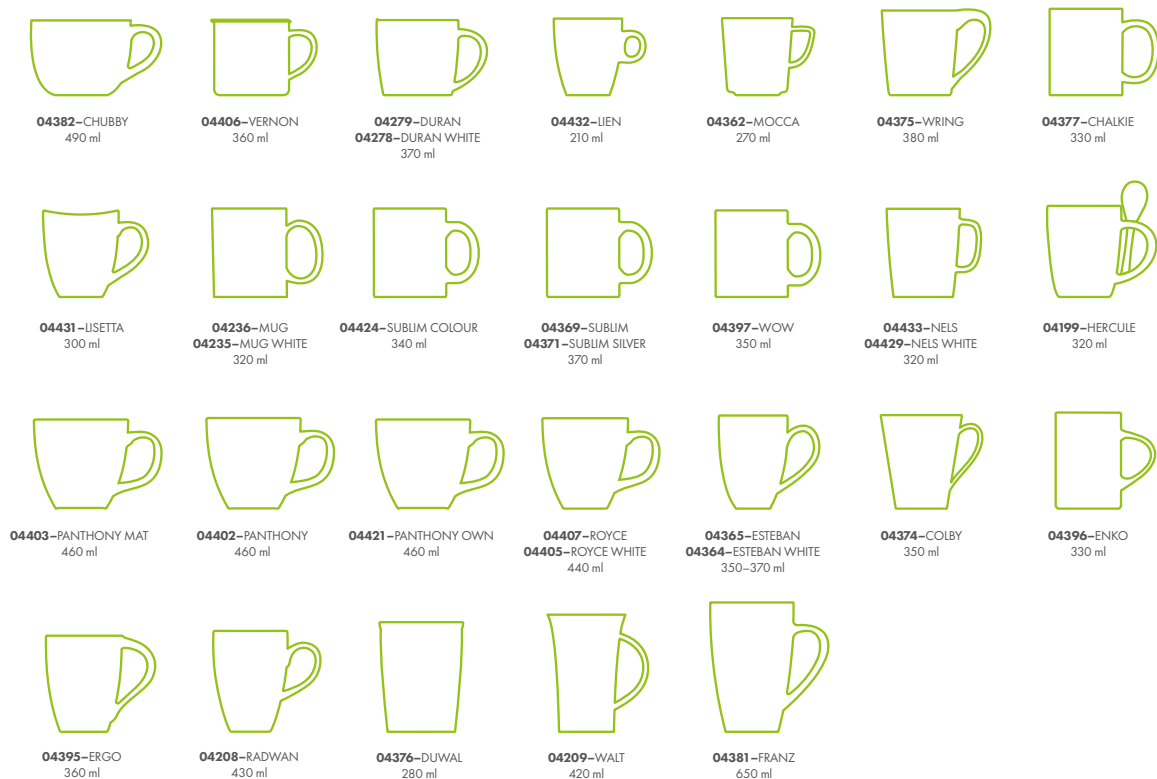 04382–CHUBBY
490 ml
04406–VERNON
360 ml
04279–DURAN
04278–DURAN WHITE
370 ml
04432–LIEN
210 ml
04362–MOCCA
270 ml
04375–WRING
380 ml
04377–CHALKIE
330 ml
04431–LISETTA
300 ml
04236–MUG
04235–MUG WHITE
320 ml
04424–SUBLIM COLOUR
340 ml
04369–SUBLIM
04371–SUBLIM SILVER
370 ml
04397–WOW
350 ml
04433–NELS
04429–NELS WHITE
320 ml
04199–HERCULE
320 ml
04403–PANTHONY MAT
460 ml
04402–PANTHONY
460 ml
04421–PANTHONY OWN
460 ml
04407–ROYCE
04405–ROYCE WHITE
440 ml
04365–ESTEBAN
04364–ESTEBAN WHITE
350–370 ml
04374–COLBY
350 ml
04396–ENKO
330 ml
04395–ERGO
360 ml
04208–RADWAN
430 ml
04376–DUWAL
280 ml
04209–WALT
420 ml
04381–FRANZ
650 ml